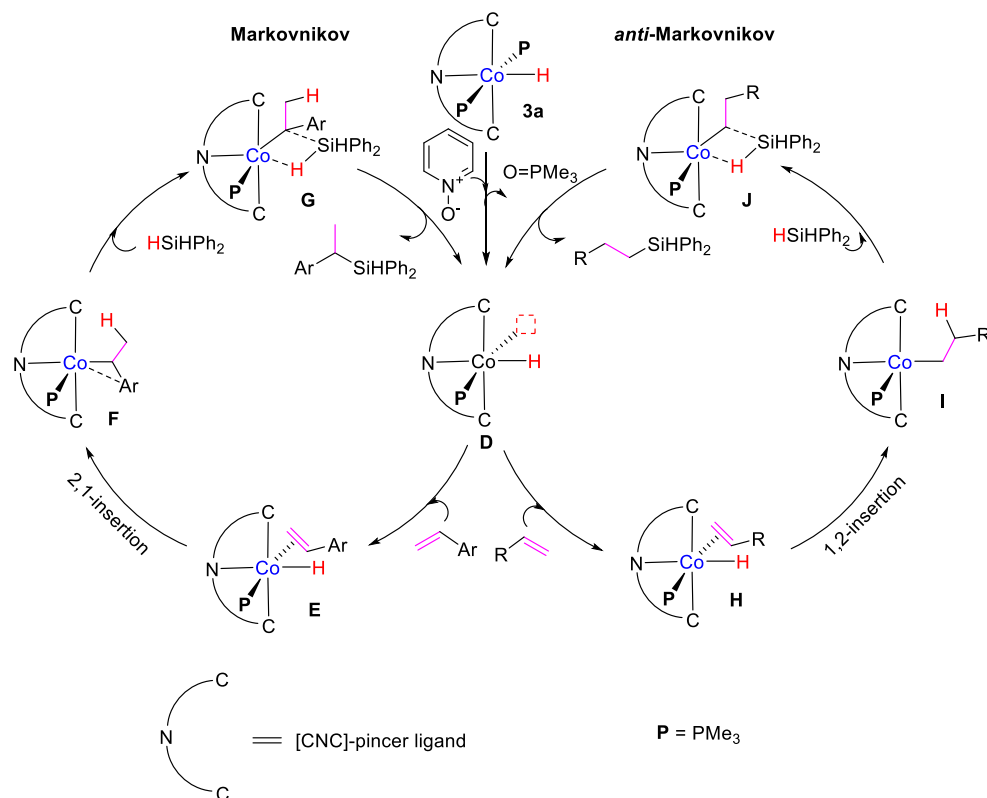 Markovnikov
anti-Markovnikov
C
P
N
Co
H
P
3a
C
H
C
Ar
SiHPh2
N
Co
H
P
C
G
N+
O-
O=PMe3
R
C
SiHPh2
N
Co
H
P
C
J
HSiHPh2
Ar
SiHPh2
R
SiHPh2
HSiHPh2
C
H
N
Co
Ar
P
C
F
C
N
Co
H
P
C
D
C
H
R
N
Co
P
C
I
2,1-insertion
1,2-insertion
C
Ar
N
Co
H
P
C
E
Ar
R
C
R
N
Co
H
P
C
H
C
N
C
[CNC]-pincer ligand
P = PMe3